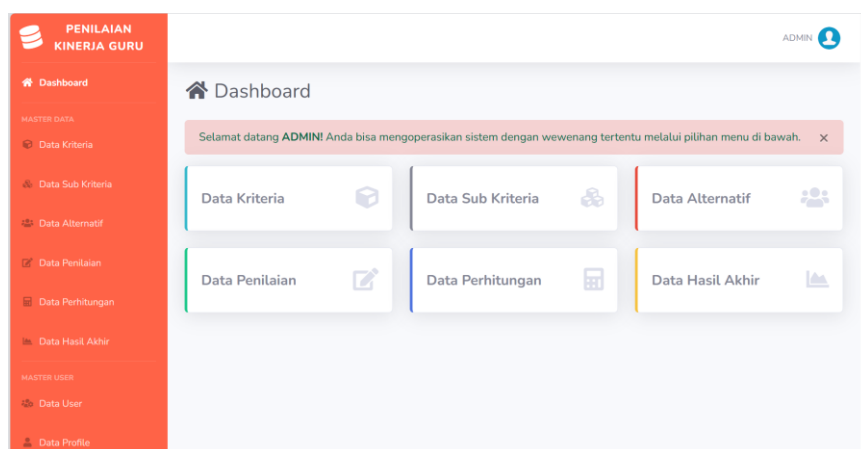 PENILAIAN
KINERJA GURU
Dashboard
MASTER DATA
Data Kriteria
Data Sub Kriteria
Data Alternatif
Data Penilaian
Data Perhitungan
Data Hasil Akhir
MASTER USER
Data User
Data Profile
ADMIN
Dashboard
Selamat datang ADMIN! Anda bisa mengoperasikan sistem dengan wewenang tertentu melalui pilihan menu di bawah. ×
Data Kriteria
Data Sub Kriteria
Data Alternatif
Data Penilaian
Data Perhitungan
Data Hasil Akhir